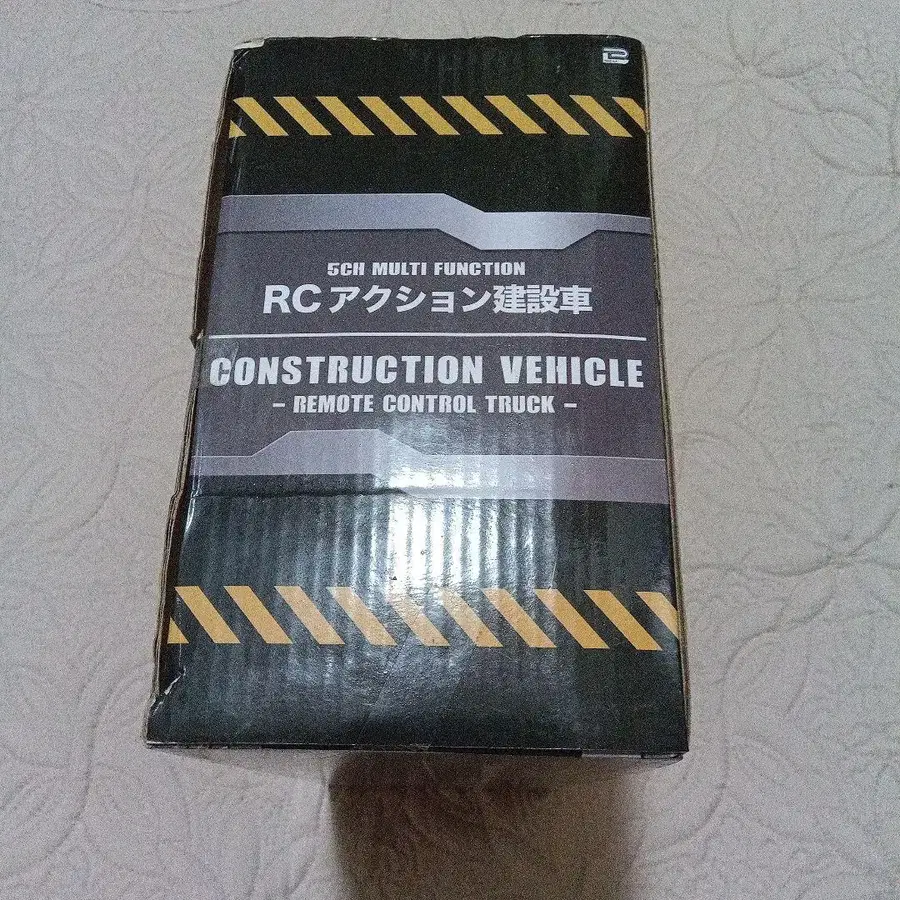 5CH MULTI FUNCTION
RCアクション建設車
CONSTRUCTION VEHICLE
- REMOTE CONTROL TRUCK -